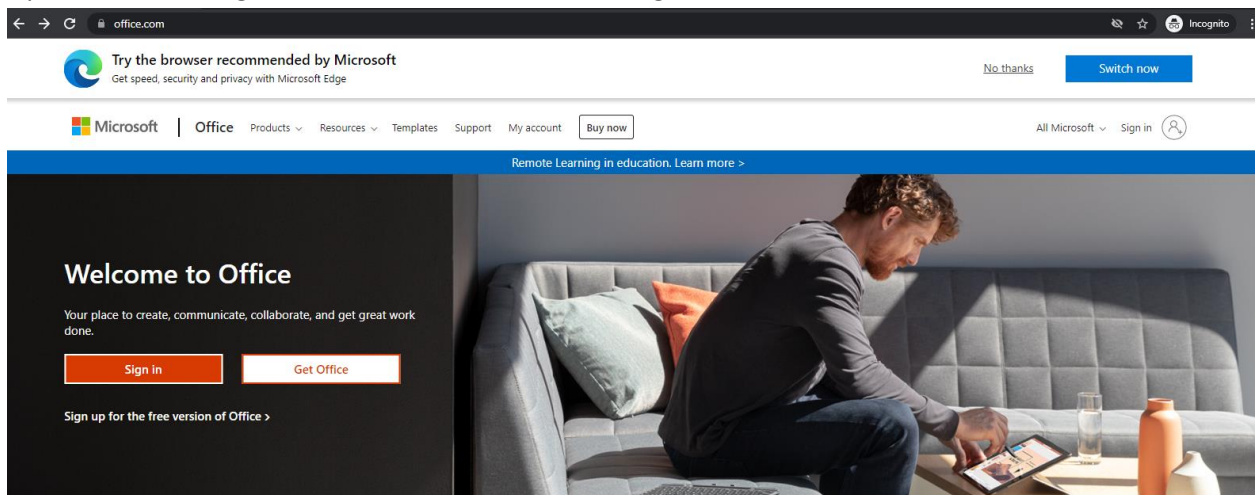 office.com
Incognito
Try the browser recommended by Microsoft
Get speed, security and privacy with Microsoft Edge
No thanks
Switch now
Microsoft
Office
Products
Resources
Templates
Support
My account
Buy now
All Microsoft
Sign in
Remote Learning in education. Learn more >
Welcome to Office
Your place to create, communicate, collaborate, and get great work
done.
Sign in
Get Office
Sign up for the free version of Office >